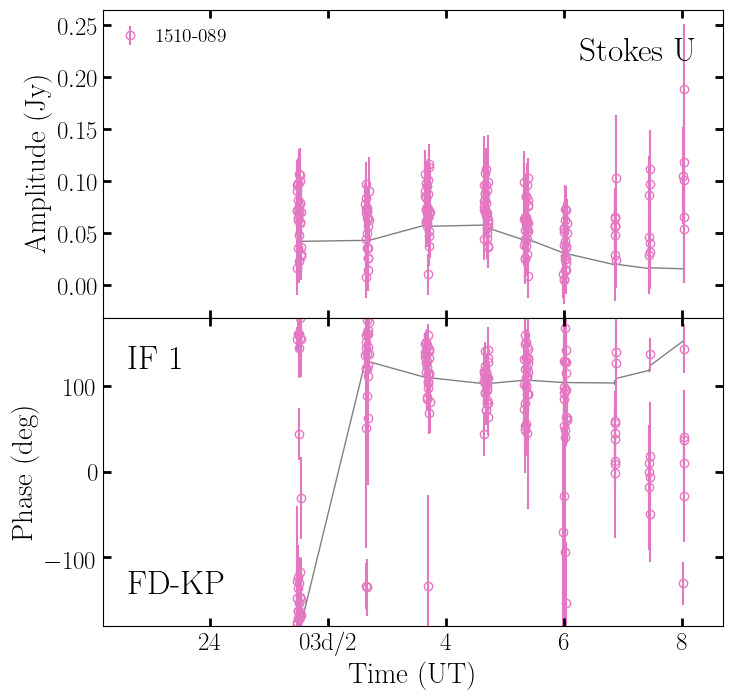 1510-089
Stokes U
Amplitude (Jy)
0.25
0.20
0.15
0.10
0.05
0.00
IF 1
FD-KP
Phase (deg)
100
0
−100
24
03d/2
4
6
8
Time (UT)